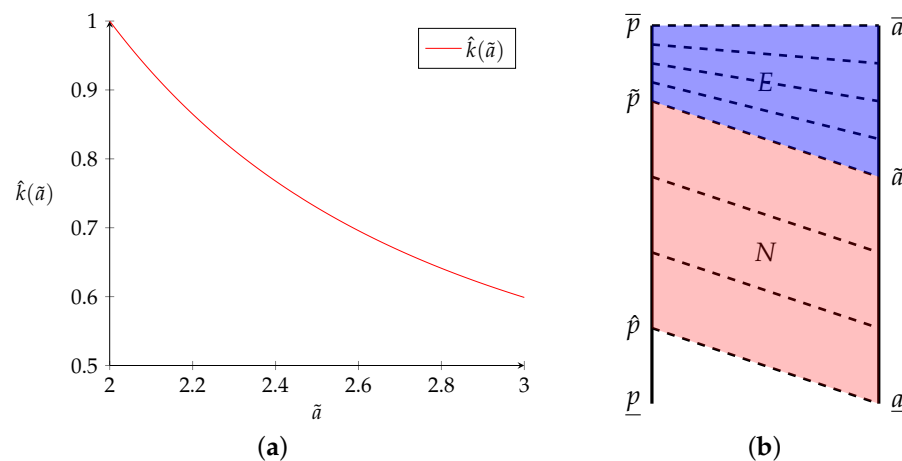 k̂(ã)
1
0.9
0.8
0.7
0.6
0.5
k̂(ã)
2
2.2
2.4
2.6
2.8
3
ã
(a)
p̅
a̅
E
p̃
ã
N
p̂
p̲
a̲
(b)